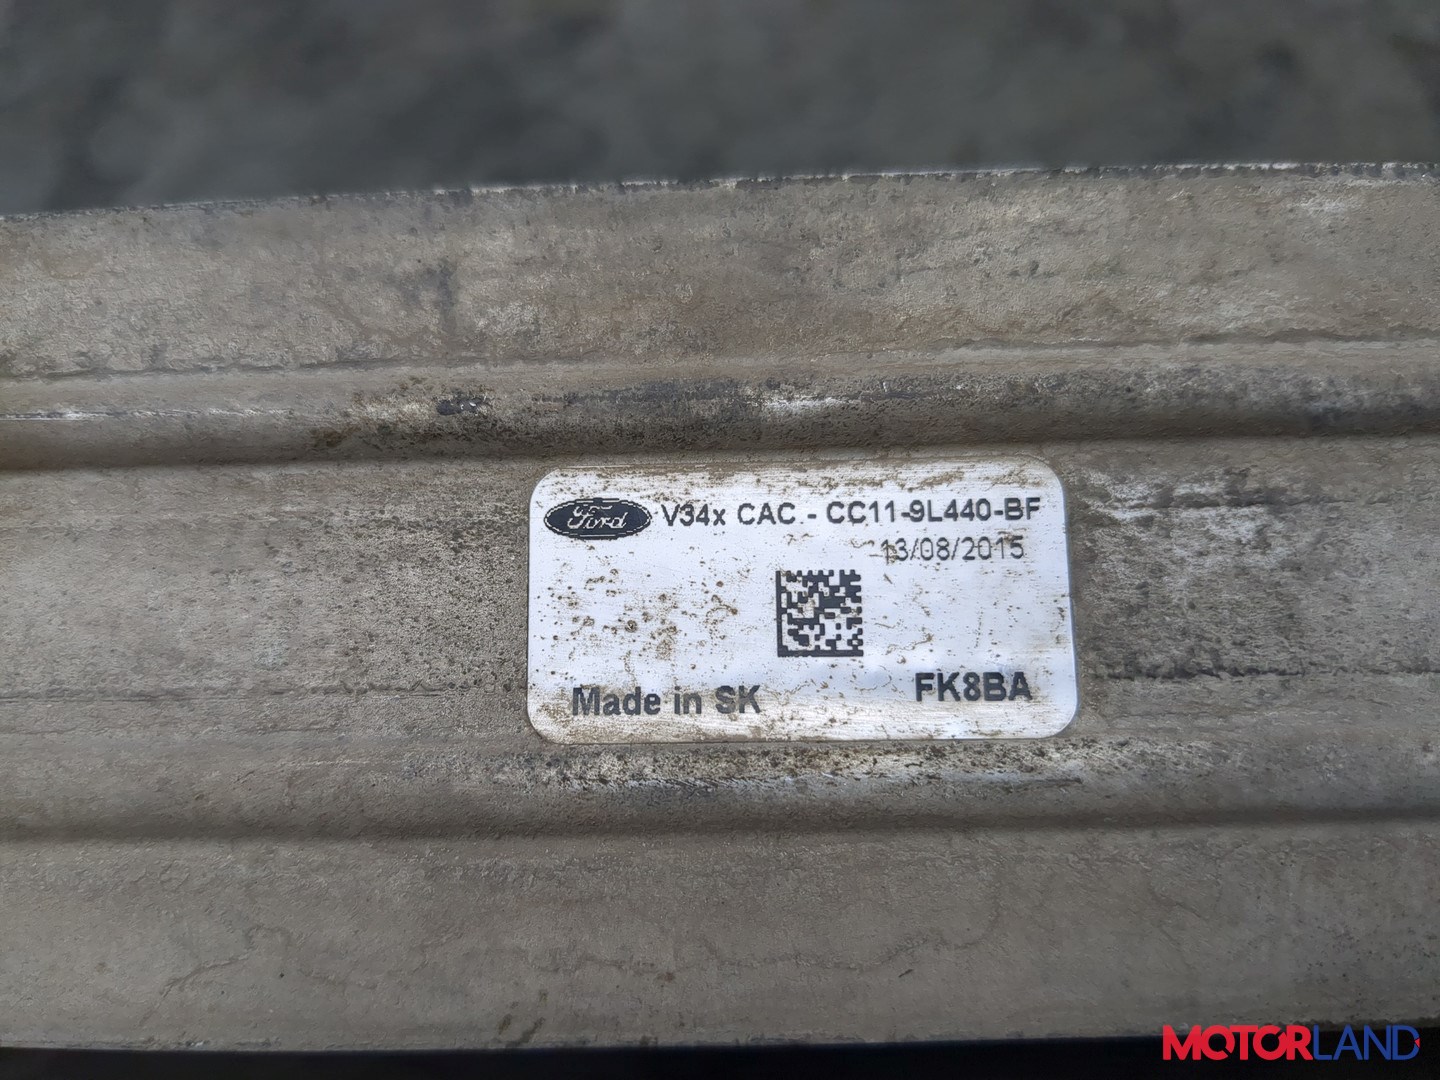 Ford V34x CAC.- CC11-9L440-BF
13/08/2015
Made in SK FK8BA
MOTORLAND